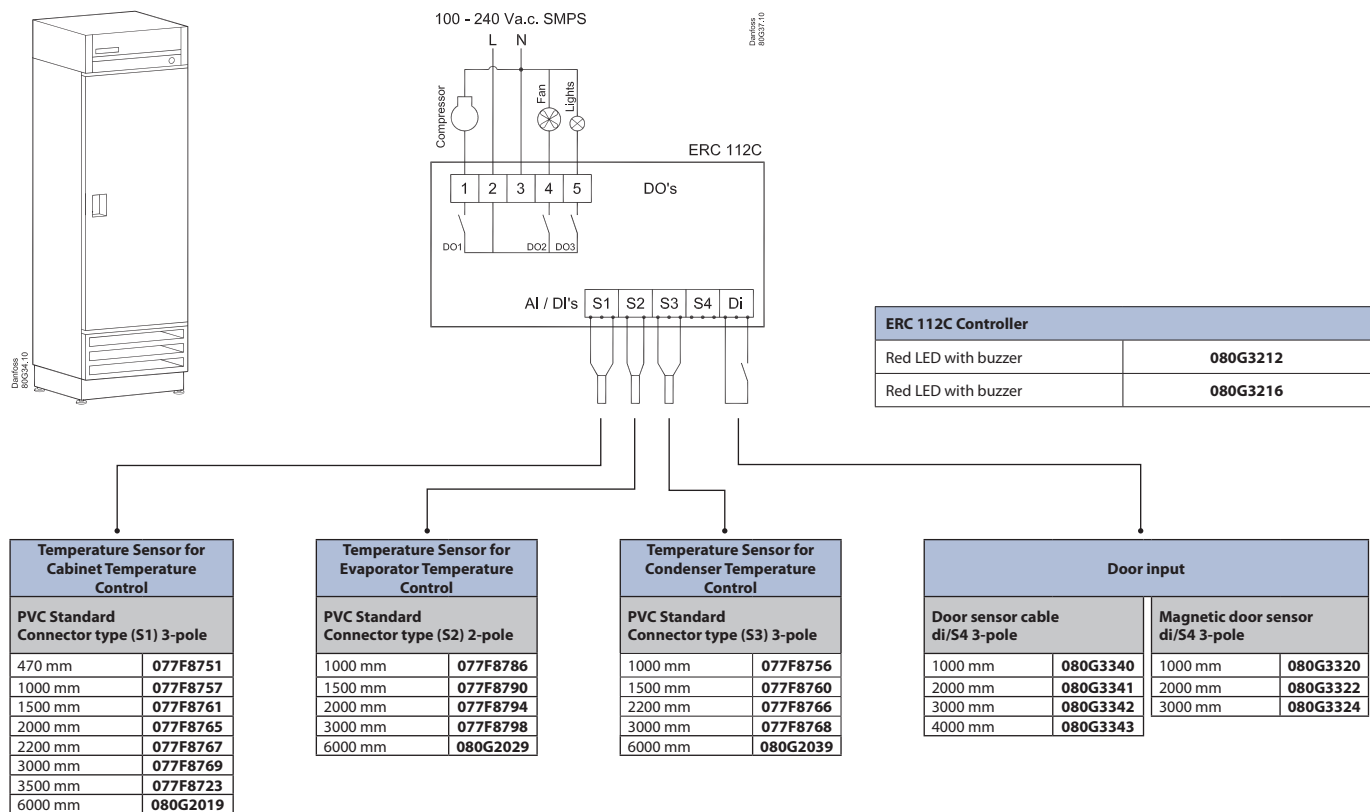 100 - 240 Va.c. SMPS
L N
Danfoss
80G37.10
Compressor
Fan
Lights
ERC 112C
1 2 3 4 5 DO's
DO1 DO2 DO3
AI / DI's S1 S2 S3 S4 Di
Danfoss
80G34.10
ERC 112C Controller
Red LED with buzzer 080G3212
Red LED with buzzer 080G3216
Temperature Sensor for
Cabinet Temperature
Control
PVC Standard
Connector type (S1) 3-pole
470 mm 077F8751
1000 mm 077F8757
1500 mm 077F8761
2000 mm 077F8765
2200 mm 077F8767
3000 mm 077F8769
3500 mm 077F8723
6000 mm 080G2019
Temperature Sensor for
Evaporator Temperature
Control
PVC Standard
Connector type (S2) 2-pole
1000 mm 077F8786
1500 mm 077F8790
2000 mm 077F8794
3000 mm 077F8798
6000 mm 080G2029
Temperature Sensor for
Condenser Temperature
Control
PVC Standard
Connector type (S3) 3-pole
1000 mm 077F8756
1500 mm 077F8760
2200 mm 077F8766
3000 mm 077F8768
6000 mm 080G2039
Door input
Door sensor cable
di/S4 3-pole
1000 mm 080G3340
2000 mm 080G3341
3000 mm 080G3342
4000 mm 080G3343
Magnetic door sensor
di/S4 3-pole
1000 mm 080G3320
2000 mm 080G3322
3000 mm 080G3324